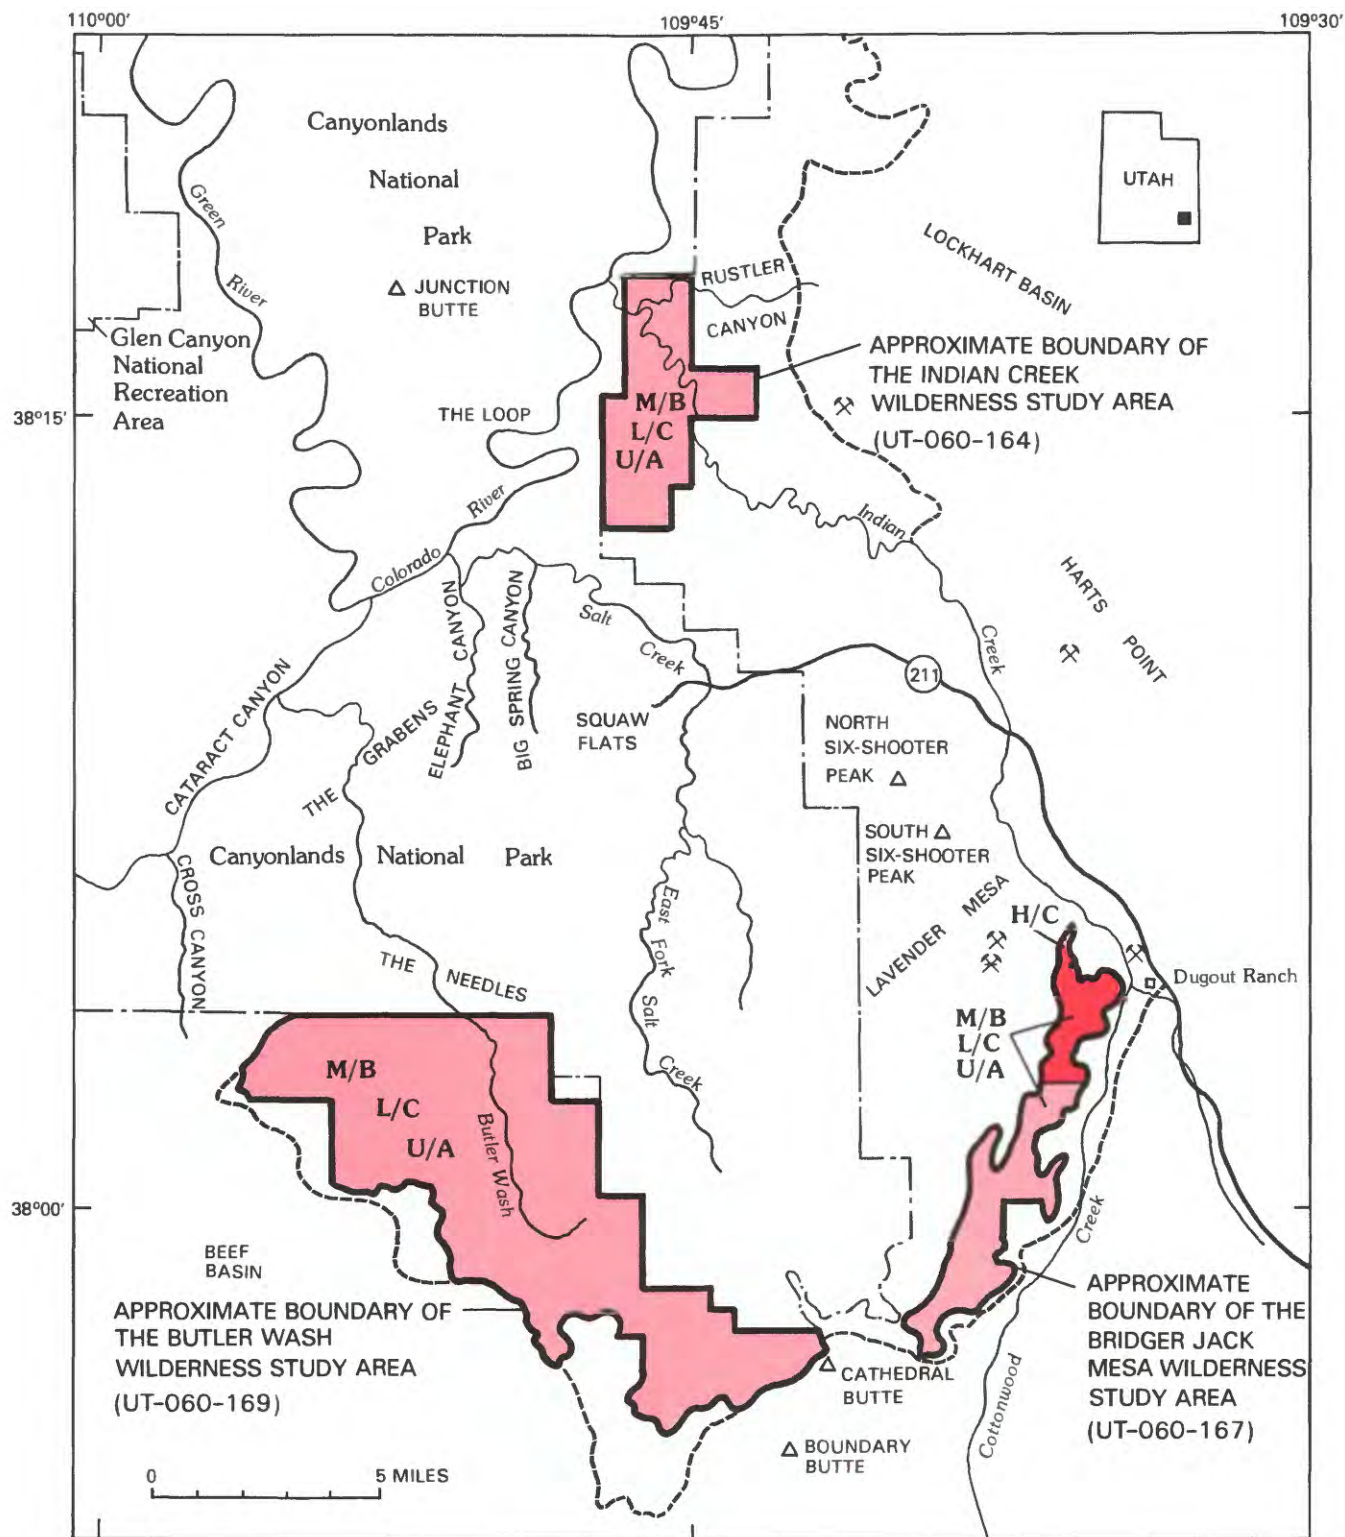 110°00′
109°45′
109°30′
Canyonlands
National
Park
UTAH
Green
River
LOCKHART BASIN
JUNCTION
BUTTE
RUSTLER
CANYON
Glen Canyon
National
Recreation
Area
APPROXIMATE BOUNDARY OF
THE INDIAN CREEK
WILDERNESS STUDY AREA
(UT-060-164)
38°15′
THE LOOP
M/B
L/C
U/A
River
Colorado
Indian
Creek
HARTS
POINT
ELEPHANT CANYON
BIG SPRING CANYON
Salt
Creek
211
CATARACT CANYON
THE GRABENS
SQUAW
FLATS
NORTH
SIX-SHOOTER
PEAK
SOUTH
SIX-SHOOTER
PEAK
Canyonlands National Park
CROSS CANYON
East Fork Salt Creek
LAVENDER MESA
H/C
THE NEEDLES
Dugout Ranch
M/B
L/C
U/A
M/B
L/C
U/A
Butler Wash
38°00′
Creek
Cottonwood
BEEF
BASIN
APPROXIMATE BOUNDARY OF
THE BUTLER WASH
WILDERNESS STUDY AREA
(UT-060-169)
APPROXIMATE
BOUNDARY OF THE
BRIDGER JACK
MESA WILDERNESS
STUDY AREA
(UT-060-167)
CATHEDRAL
BUTTE
BOUNDARY
BUTTE
0 5 MILES